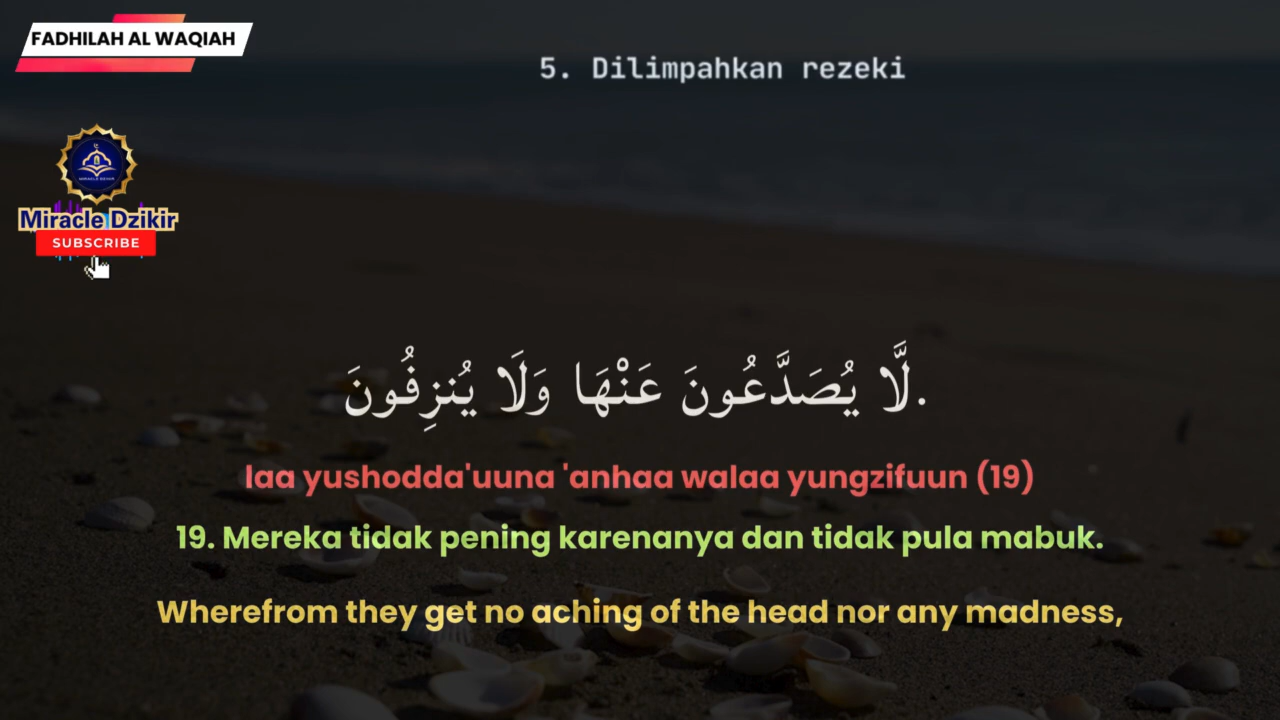 FADHILAH AL WAQIAH
5. Dilimpahkan rezeki
MIRACLE DZIKIR
Miracle Dzikir
SUBSCRIBE
لَّا يُصَدَّعُونَ عَنْهَا وَلَا يُنزِفُونَ.
laa yushodda'uuna 'anhaa walaa yungzifuun (19)
19. Mereka tidak pening karenanya dan tidak pula mabuk.
Wherefrom they get no aching of the head nor any madness,